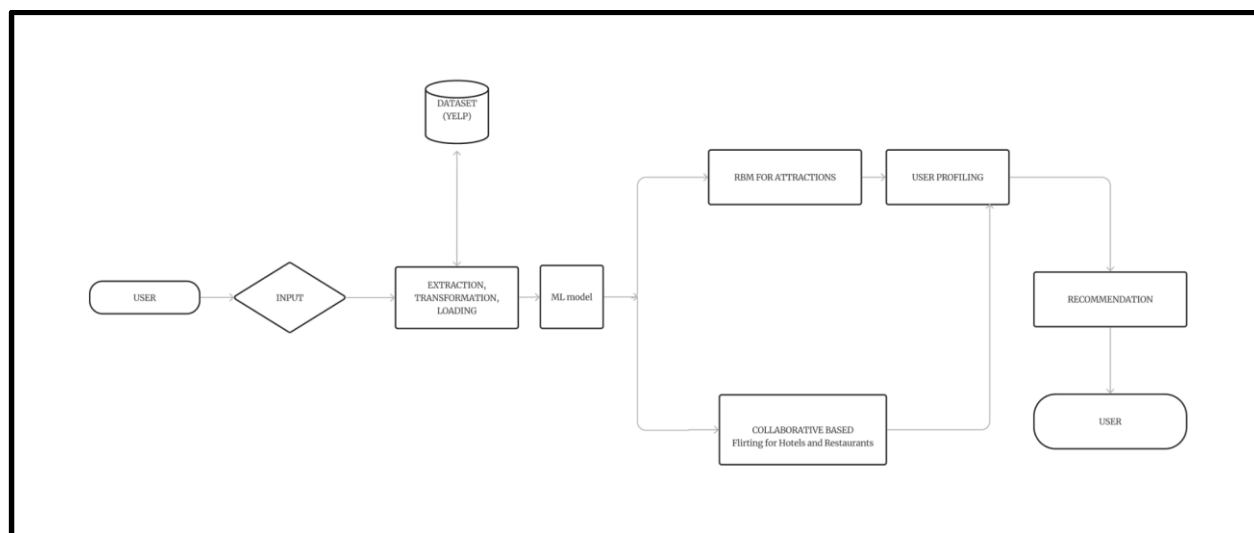 DATASET
(YELP)
RBM FOR ATTRACTIONS
USER PROFILING
USER
INPUT
EXTRACTION,
TRANSFORMATION,
LOADING
ML model
RECOMMENDATION
COLLABORATIVE BASED
Flirting for Hotels and Restaurants
USER